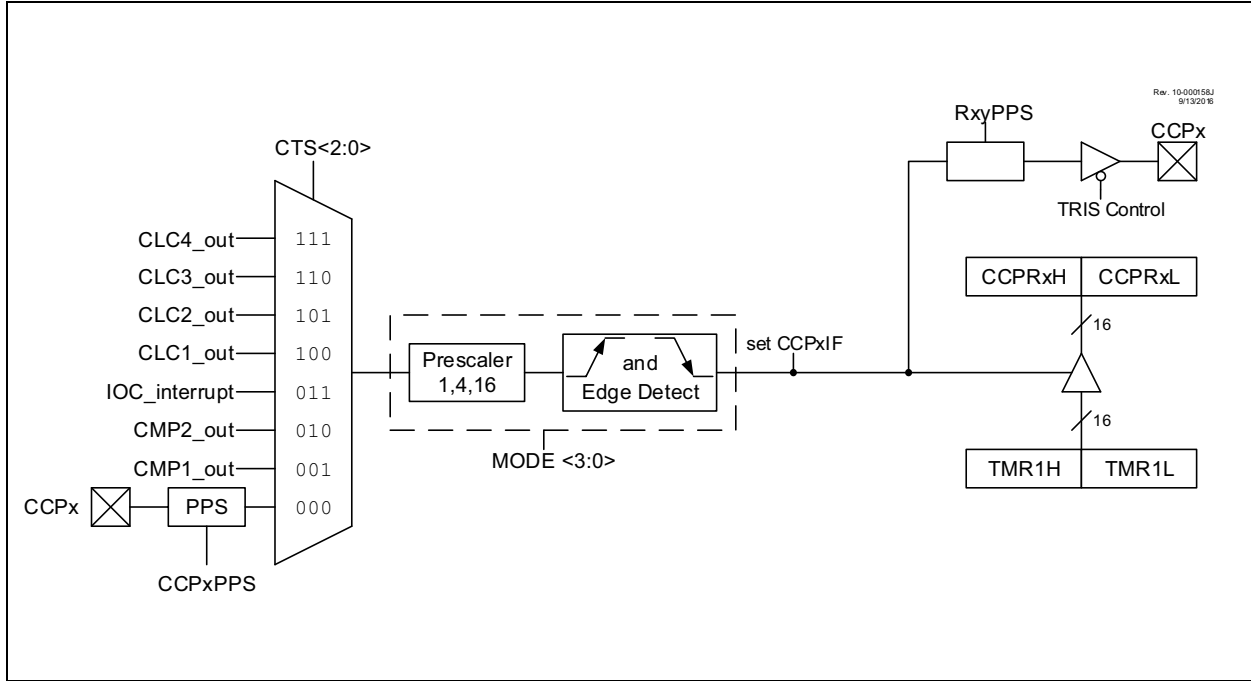 Rev. 10-000158J
9/13/2016
RxyPPS
CCPx
CTS<2:0>
TRIS Control
CLC4_out
111
CLC3_out
110
CCPRxH
CCPRxL
CLC2_out
101
16
set CCPxIF
CLC1_out
100
Prescaler
1,4,16
and
Edge Detect
IOC_interrupt
011
16
CMP2_out
010
MODE <3:0>
CMP1_out
001
TMR1H
TMR1L
CCPx
PPS
000
CCPxPPS